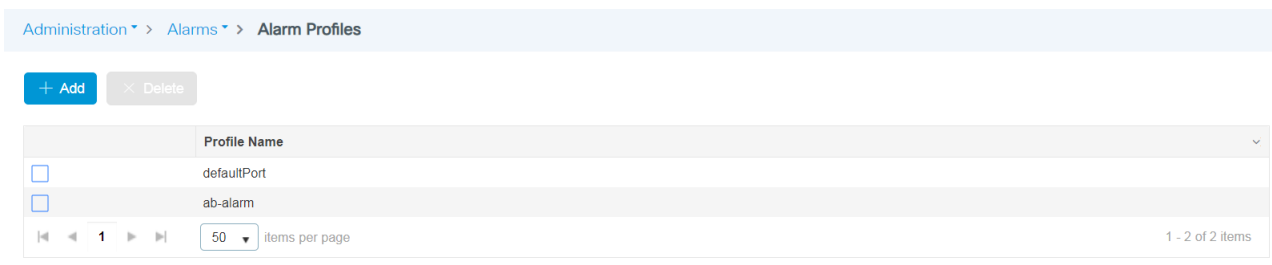 Administration > Alarms > Alarm Profiles
+ Add × Delete
Profile Name
defaultPort
ab-alarm
1 50 items per page 1 - 2 of 2 items